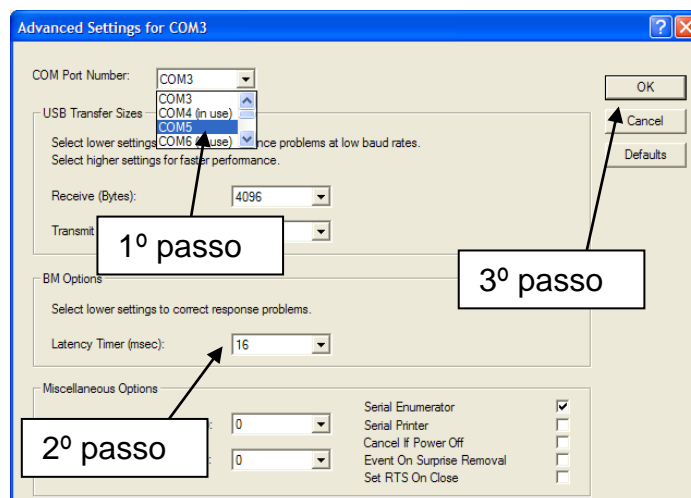 Advanced Settings for COM3
COM Port Number:
COM3
COM3
COM4 (in use)
COM5
COM6 ( use)
OK
Cancel
Defaults
USB Transfer Sizes
Select lower settings nce problems at low baud rates.
Select higher settings for faster performance.
Receive (Bytes):
4096
Transmit
1º passo
3º passo
BM Options
Select lower settings to correct response problems.
Latency Timer (msec):
16
Miscellaneous Options
2º passo
: 0
: 0
Serial Enumerator
Serial Printer
Cancel If Power Off
Event On Surprise Removal
Set RTS On Close